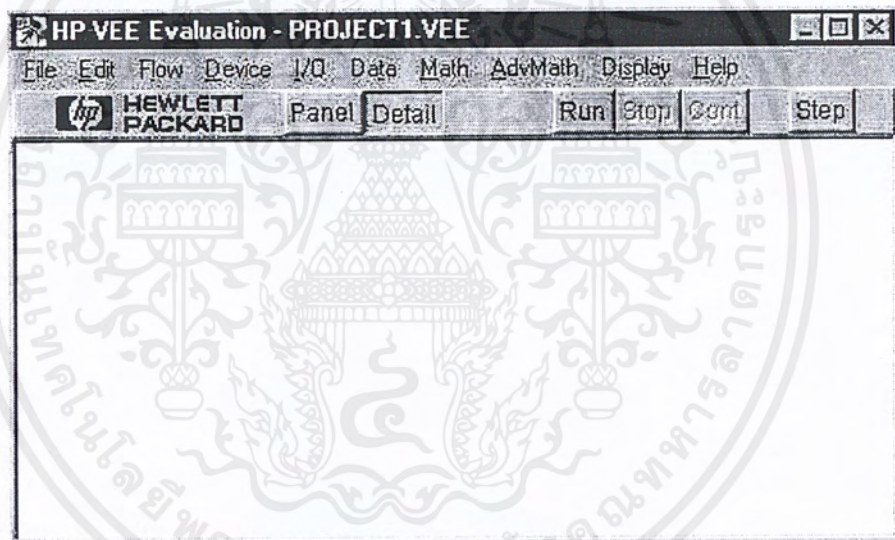 HP VEE Evaluation - PROJECT1.VEE
File Edit Flow Device I/O Data Math AdvMath Display Help
hp HEWLETT PACKARD Panel Detail Run Stop Cont Step